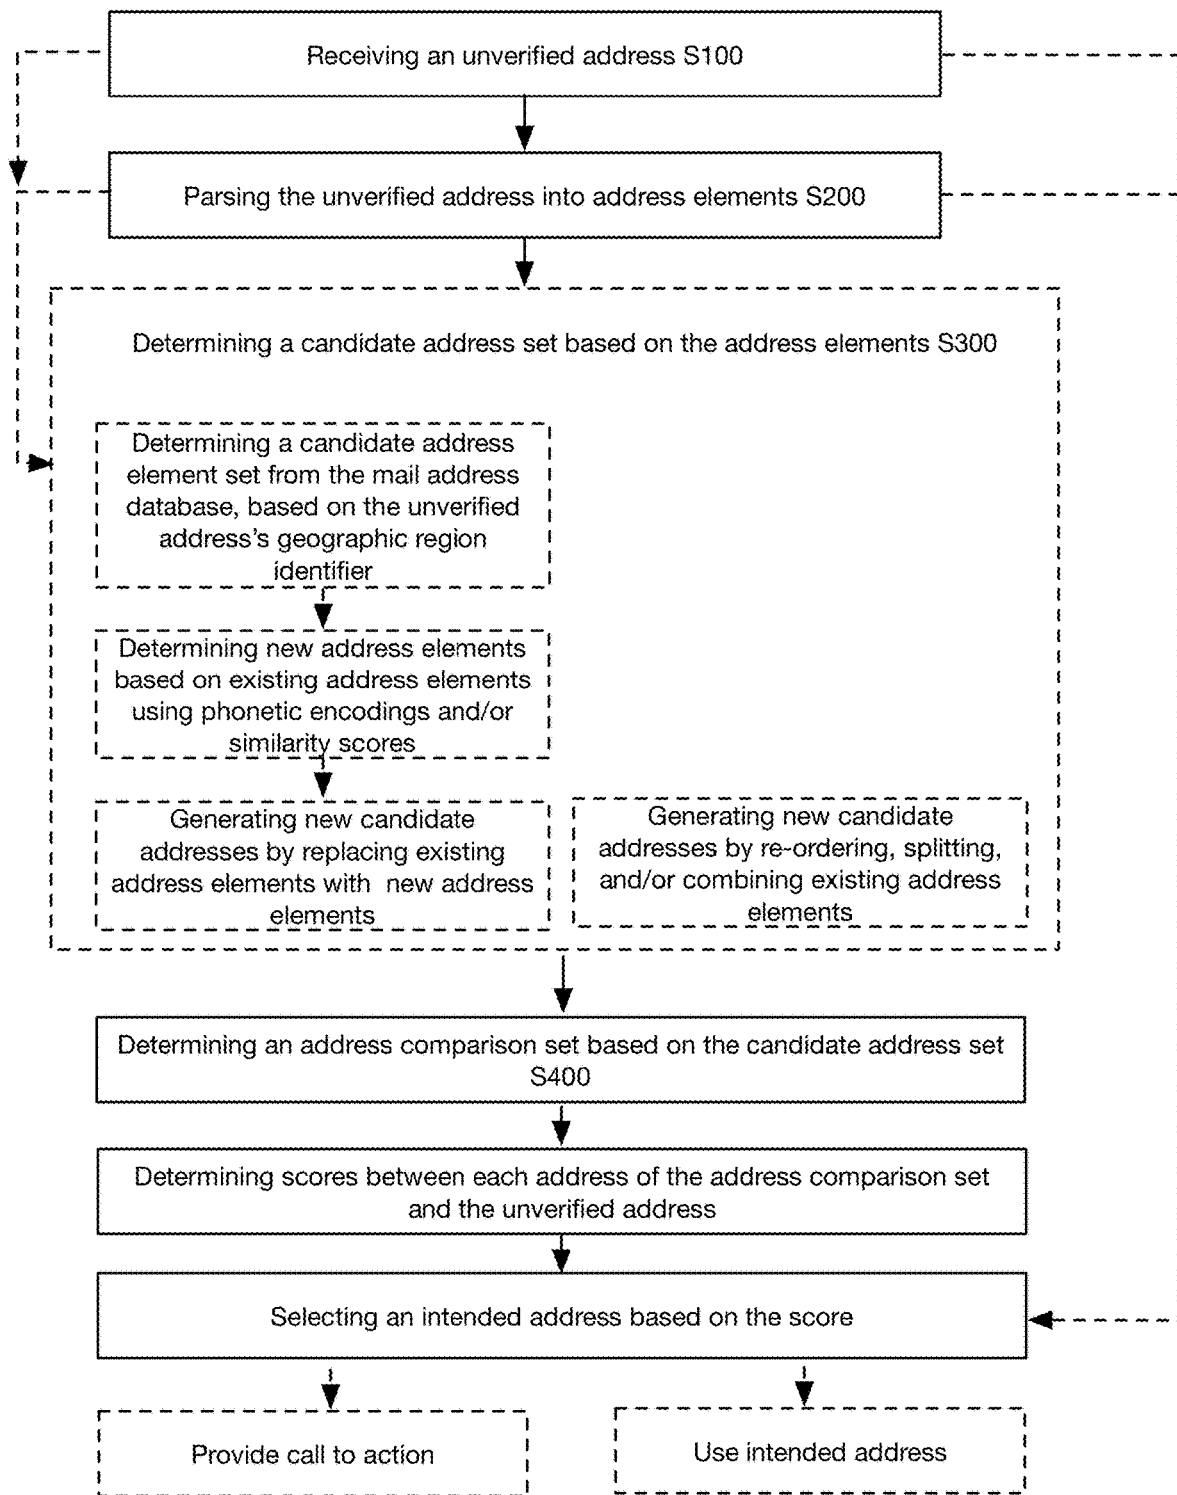 Receiving an unverified address S100
Parsing the unverified address into address elements S200
Determining a candidate address set based on the address elements S300
Determining a candidate address
element set from the mail address
database, based on the unverified
address's geographic region
identifier
Determining new address elements
based on existing address elements
using phonetic encodings and/or
similarity scores
Generating new candidate
addresses by replacing existing
address elements with new address
elements
Generating new candidate
addresses by re-ordering, splitting,
and/or combining existing address
elements
Determining an address comparison set based on the candidate address set
S400
Determining scores between each address of the address comparison set
and the unverified address
Selecting an intended address based on the score
Provide call to action
Use intended address